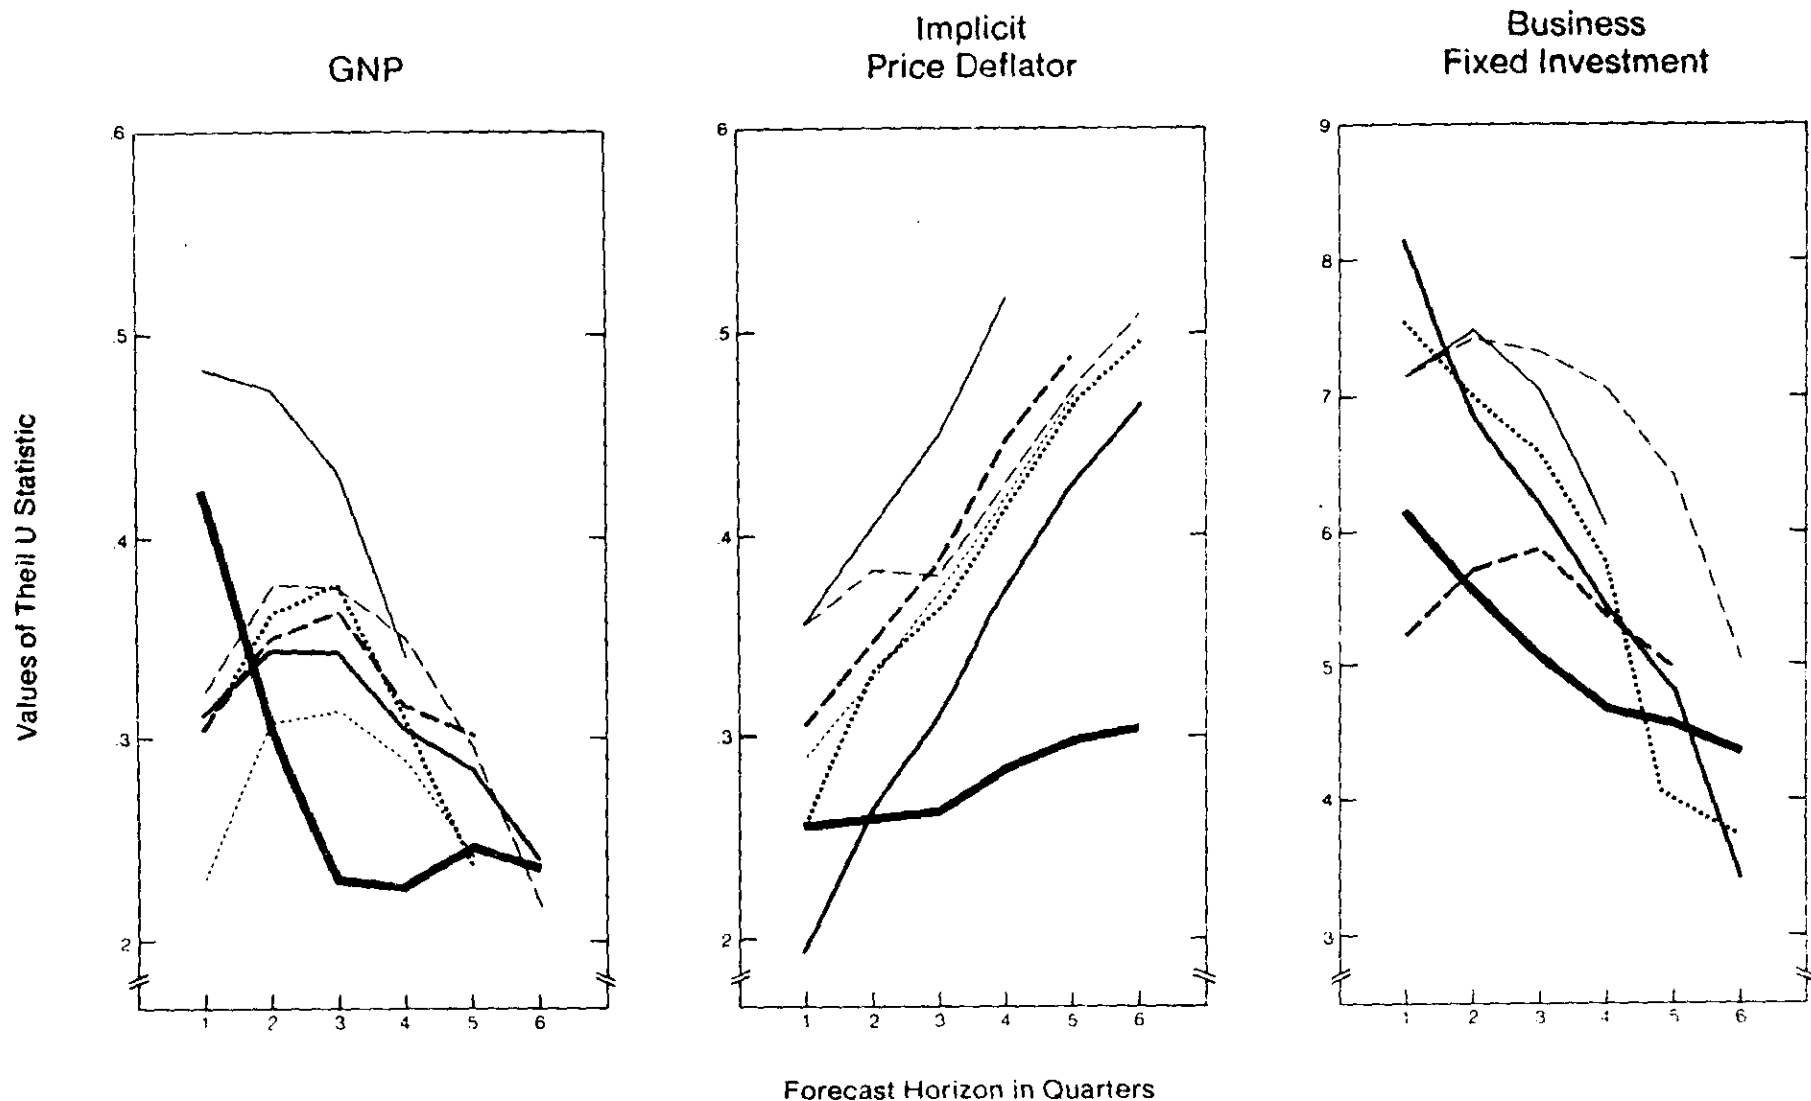 GNP
Implicit
Price Deflator
Business
Fixed Investment
Values of Theil U Statistic
.6
.5
.4
.3
2
1 2 3 4 5 6
6
5
.4
.3
2
1 2 3 4 5 6
9
8
7
6
5
4
3
1 2 3 4 5 6
Forecast Horizon in Quarters